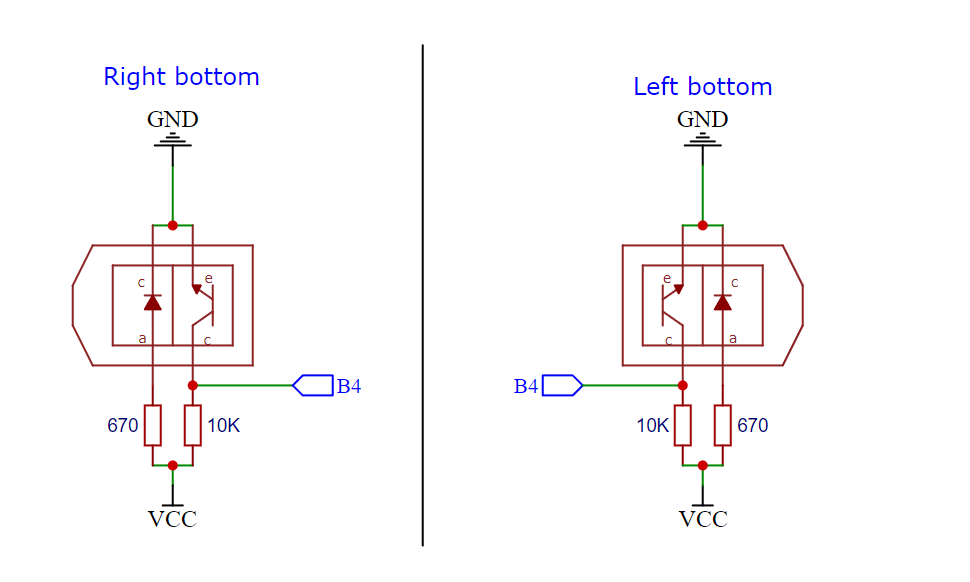 Right bottom
GND
c
e
a
c
B4
670
10K
VCC
Left bottom
GND
e
c
c
a
B4
10K
670
VCC